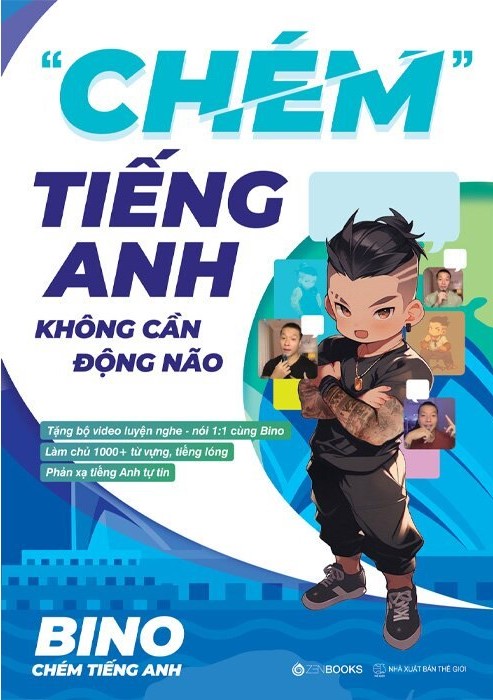 "CHÉM"
TIẾNG
ANH
KHÔNG CẦN
ĐỘNG NÃO
Tặng bộ video luyện nghe - nói 1:1 cùng Bino
Làm chủ 1000+ từ vựng, tiếng lóng
Phản xạ tiếng Anh tự tin
BINO
CHÉM TIẾNG ANH
ZENBOOKS
NHÀ XUẤT BẢN THẾ GIỚI